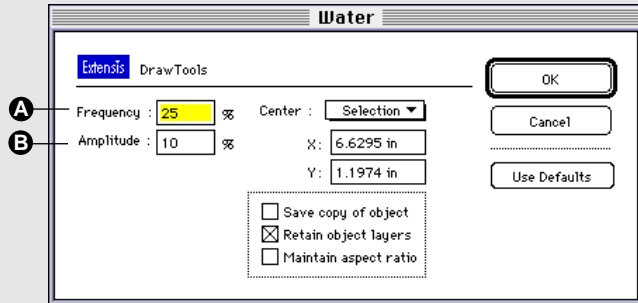 Water
Extensis DrawTools
A Frequency : 25 % Center : Selection
B Amplitude : 10 % X: 6.6295 in
Y: 1.1974 in
Save copy of object
Retain object layers
Maintain aspect ratio
OK
Cancel
Use Defaults